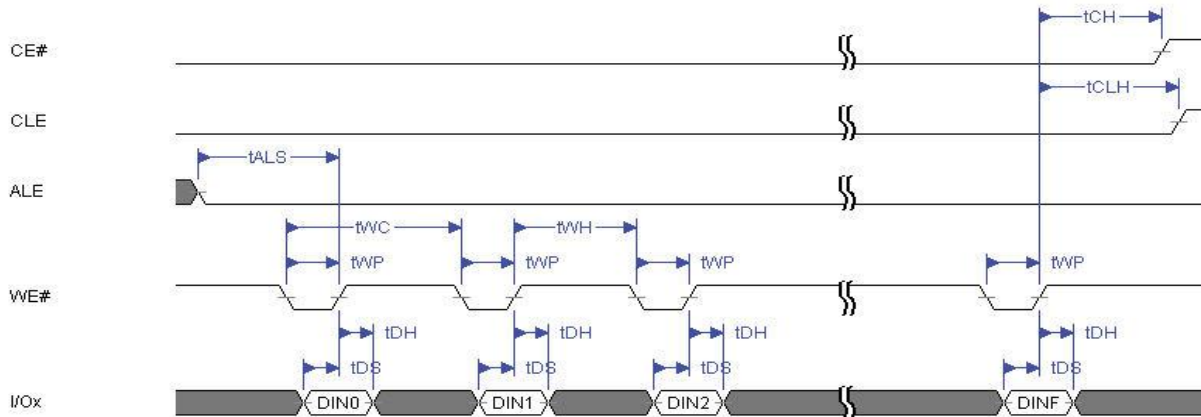 tCH
CE#
tCLH
CLE
tALS
ALE
tWC
tWH
tWP
tWP
tWP
tWP
WE#
tDH
tDH
tDH
tDH
tDS
tDS
tDS
tDS
I/Ox
DIN0
DIN1
DIN2
DINF